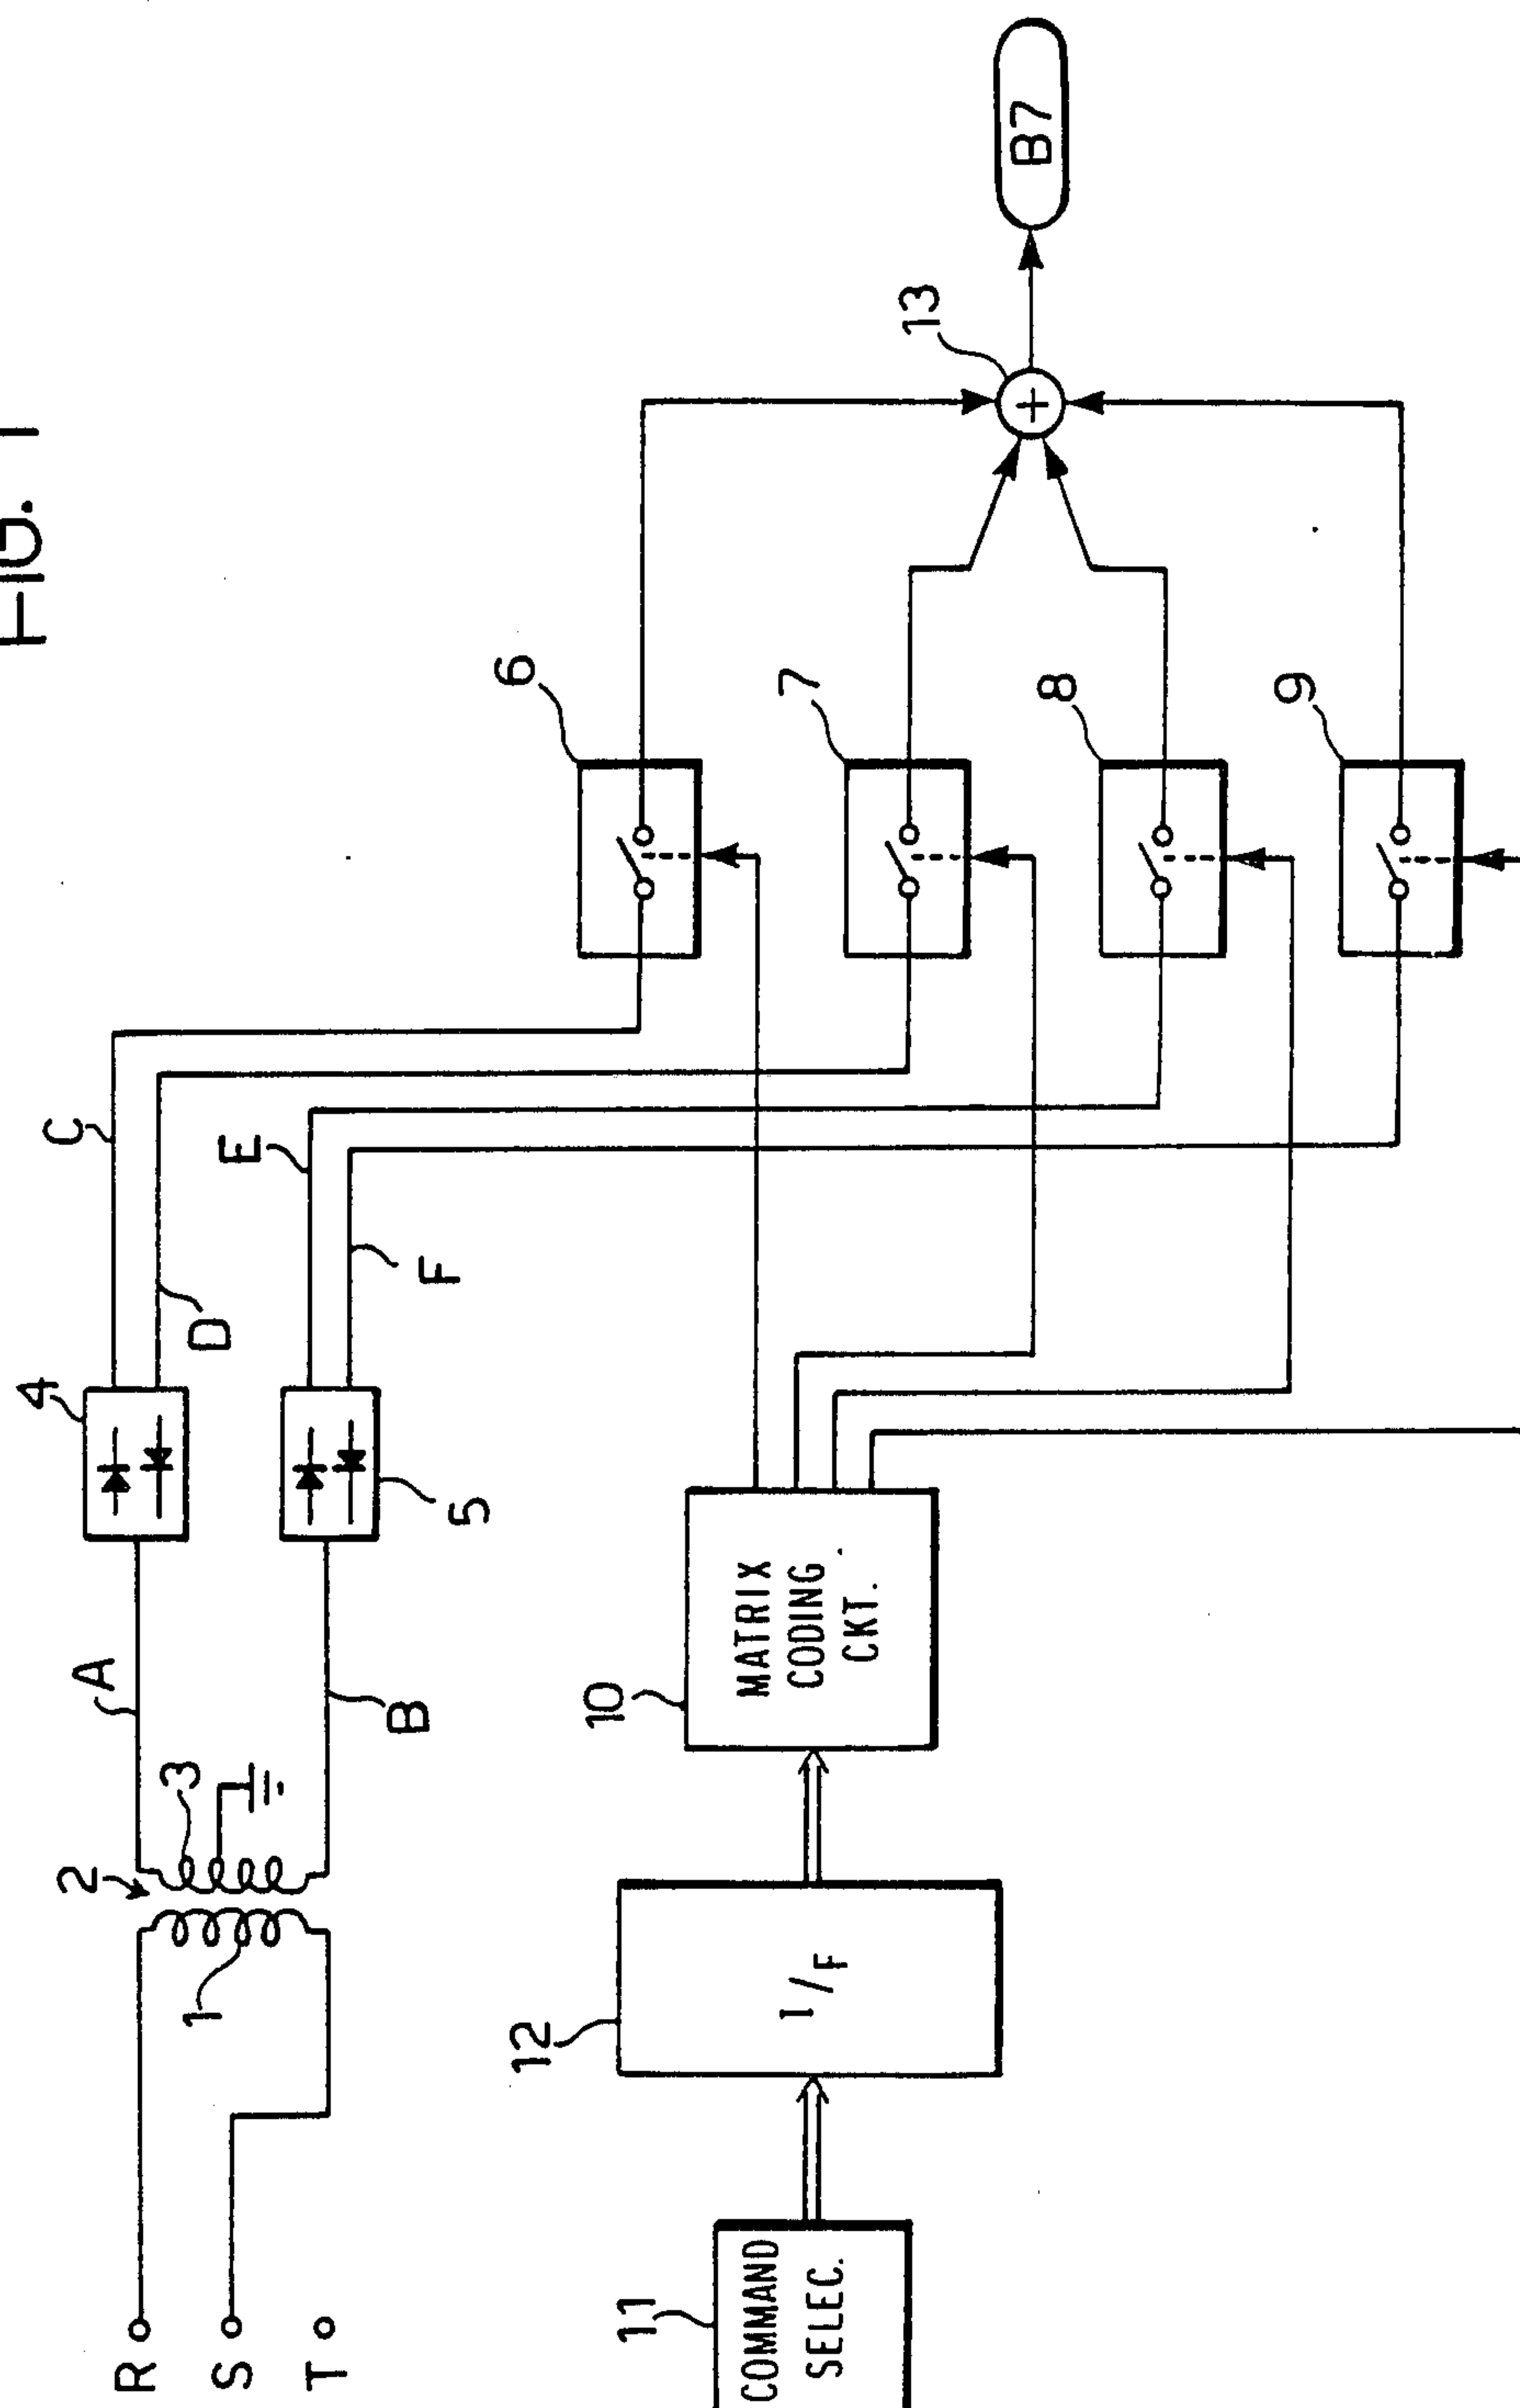 FIG. 1
R
S
T
1
2
3
A
B
4
5
C
D
E
F
6
7
8
9
10
MATRIX
CODING
CKT.
11
COMMAND
SELEC.
12
I/F
13
+
B7